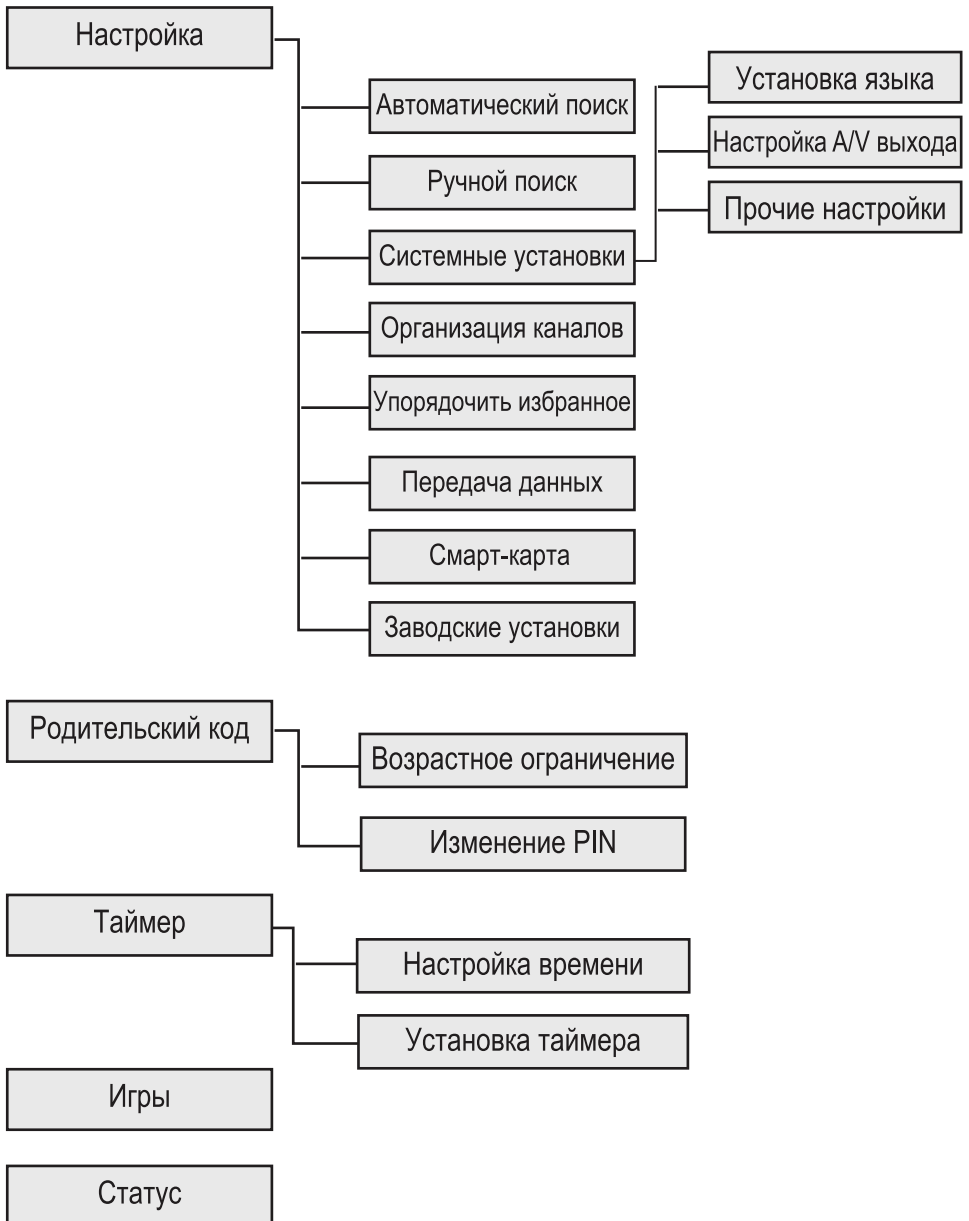 Настройка
Автоматический поиск
Ручной поиск
Системные установки
Установка языка
Настройка A/V выхода
Прочие настройки
Организация каналов
Упорядочить избранное
Передача данных
Смарт-карта
Заводские установки
Родительский код
Возрастное ограничение
Изменение PIN
Таймер
Настройка времени
Установка таймера
Игры
Статус